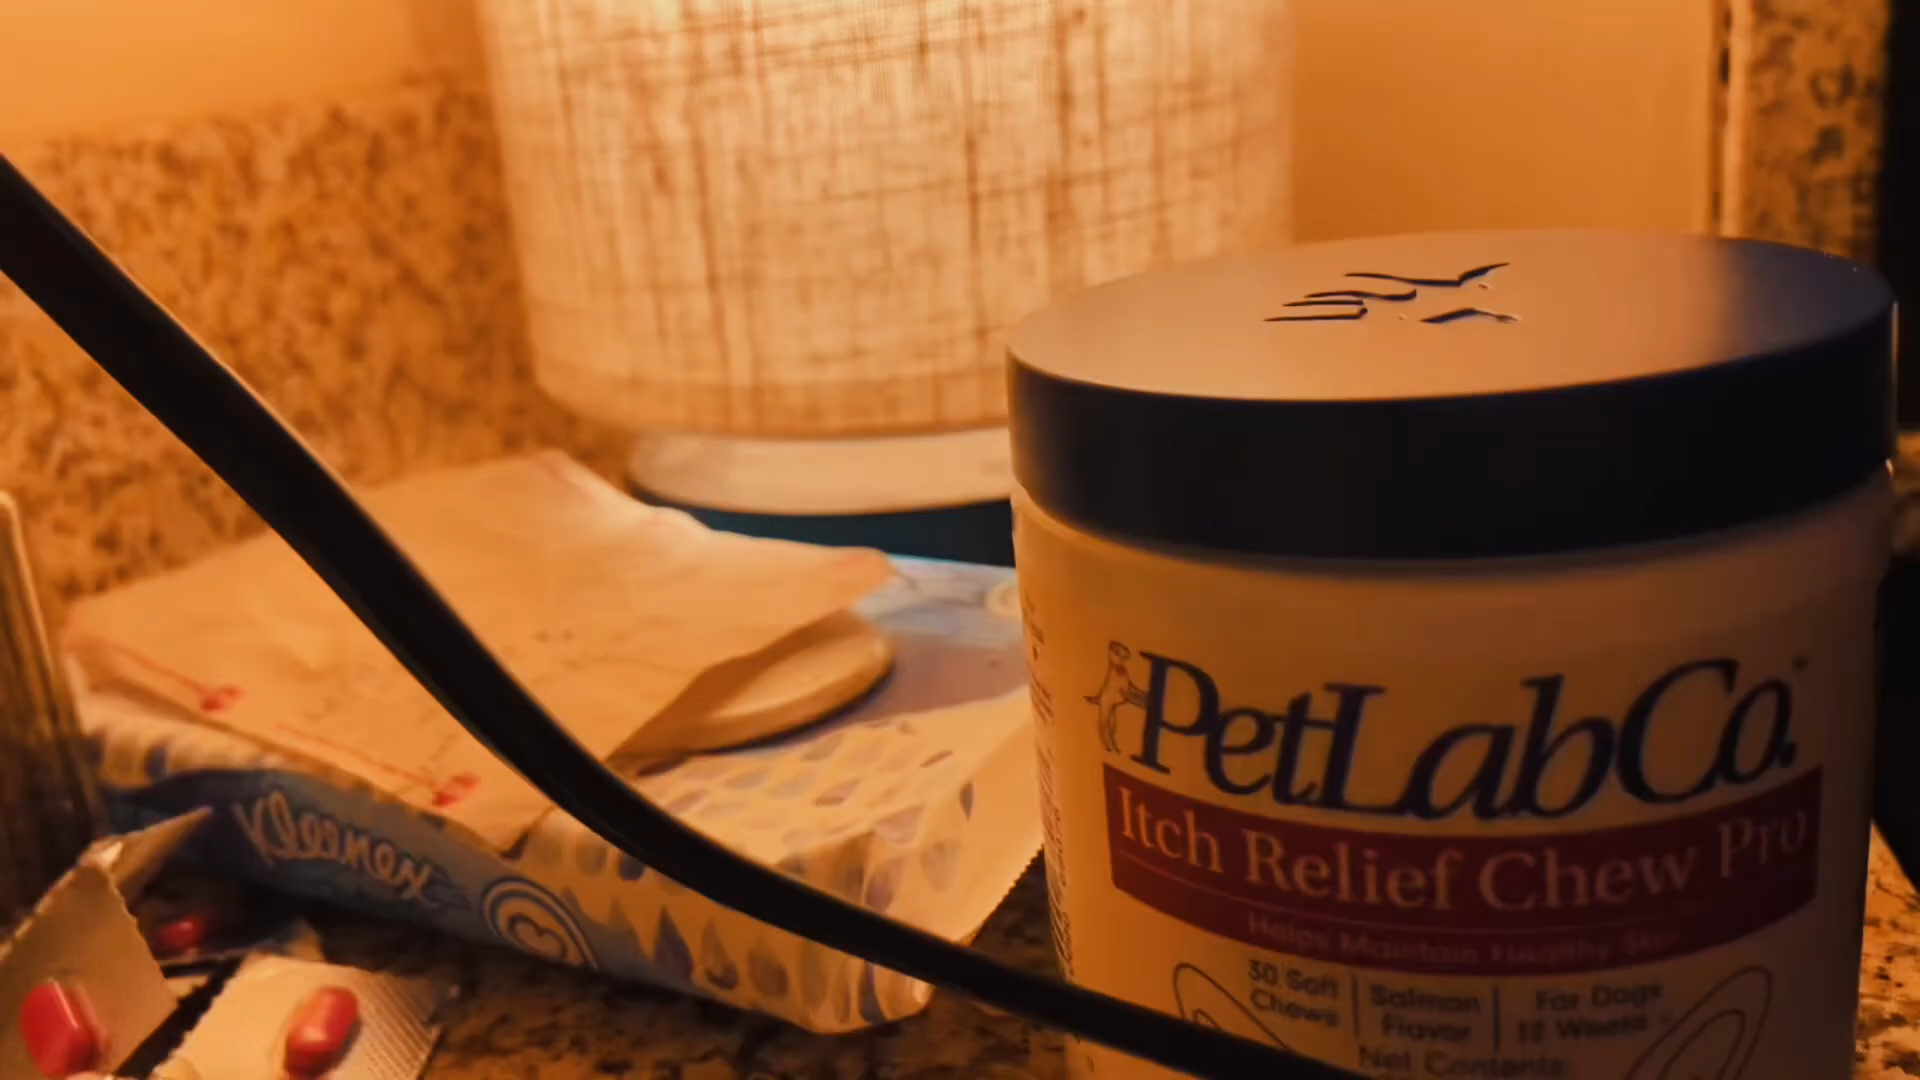 Kleenex
PetLabCo.
Itch Relief Chew Pro
Helps Maintain Healthy Skin
30 Soft Chews
Salmon Flavor
For Dogs 12 Weeks +
Net Contents: